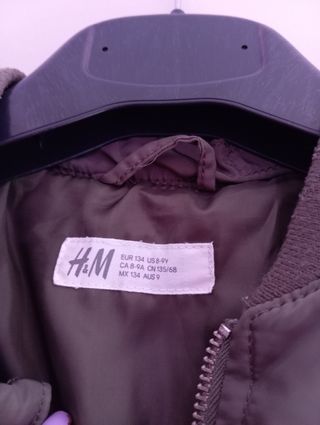 H&M
EUR 134 US 8-9Y
CA 8-9A CN 135/68
MX 134 AUS 9